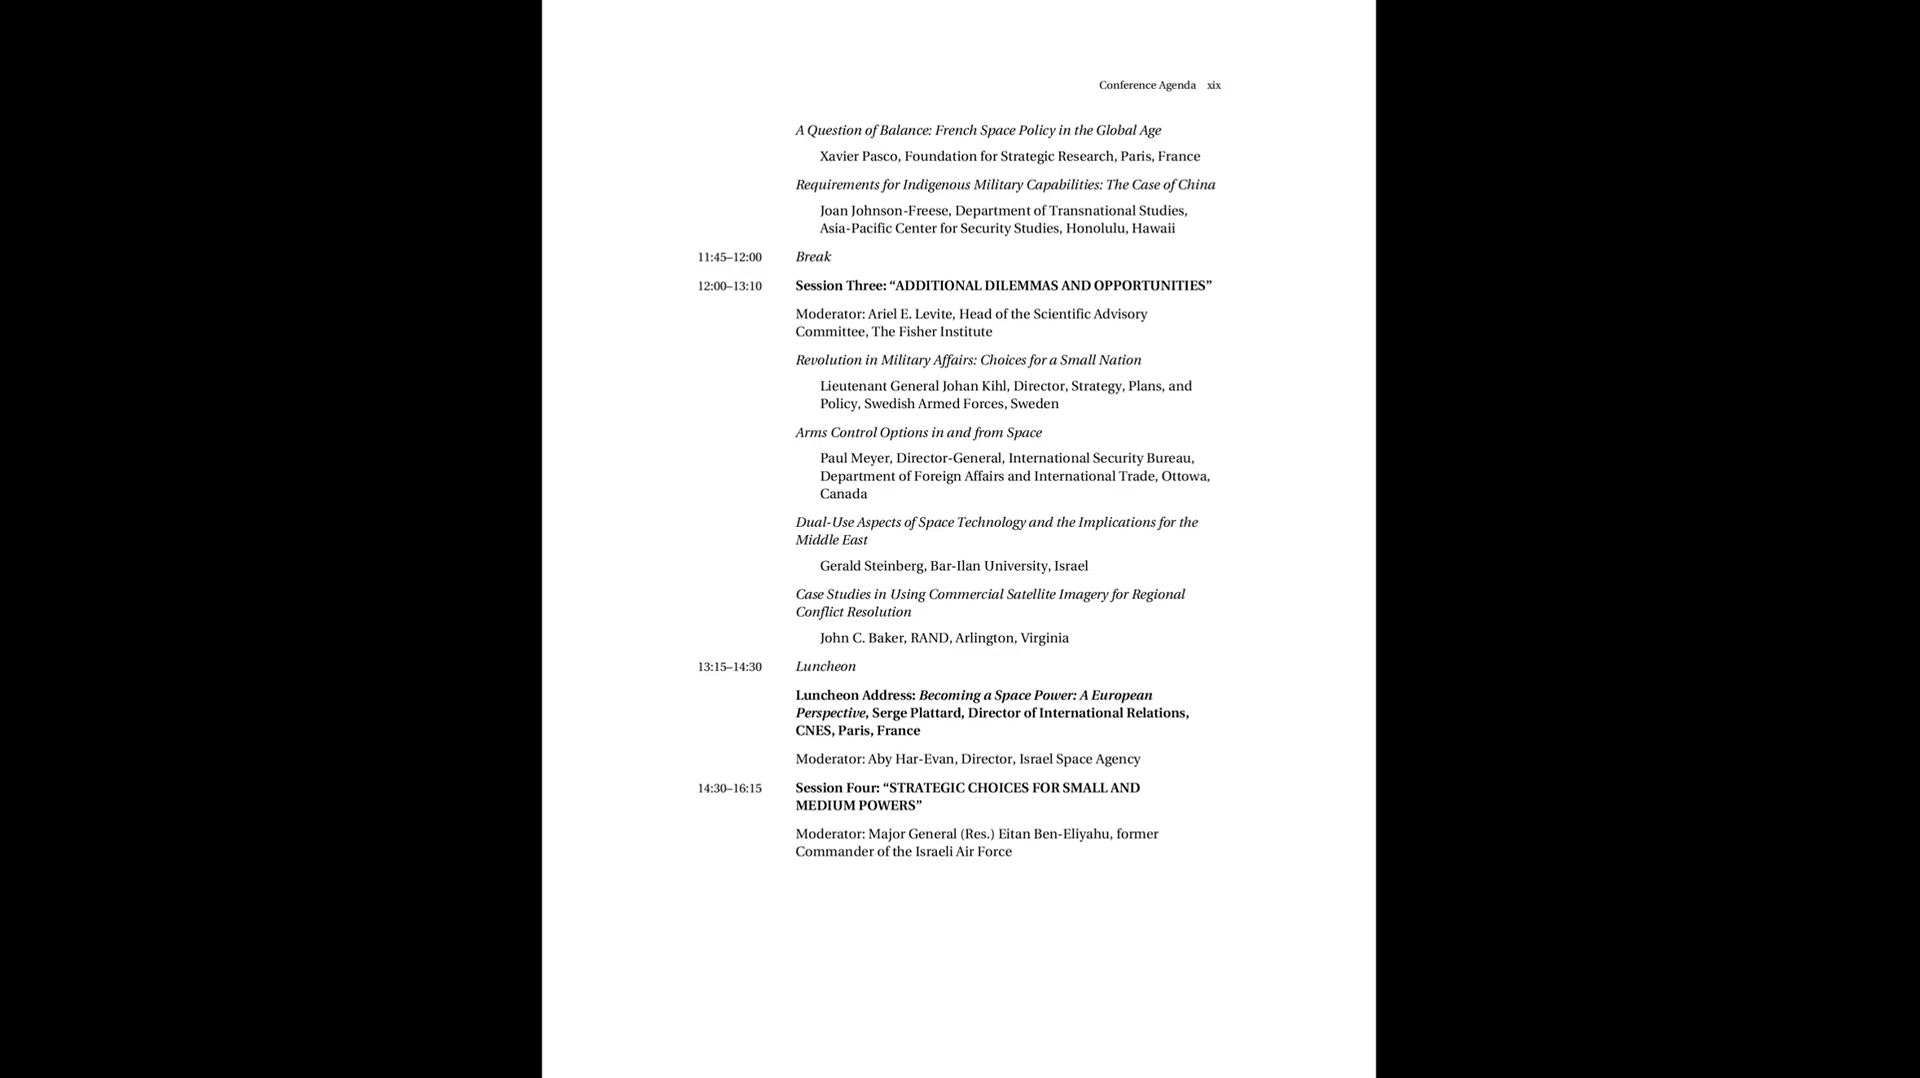 Conference Agenda xix
A Question of Balance: French Space Policy in the Global Age
Xavier Pasco, Foundation for Strategic Research, Paris, France
Requirements for Indigenous Military Capabilities: The Case of China
Joan Johnson-Freese, Department of Transnational Studies,
Asia-Pacific Center for Security Studies, Honolulu, Hawaii
11:45–12:00 Break
12:00–13:10 Session Three: “ADDITIONAL DILEMMAS AND OPPORTUNITIES”
Moderator: Ariel E. Levite, Head of the Scientific Advisory
Committee, The Fisher Institute
Revolution in Military Affairs: Choices for a Small Nation
Lieutenant General Johan Kihl, Director, Strategy, Plans, and
Policy, Swedish Armed Forces, Sweden
Arms Control Options in and from Space
Paul Meyer, Director-General, International Security Bureau,
Department of Foreign Affairs and International Trade, Ottowa,
Canada
Dual-Use Aspects of Space Technology and the Implications for the
Middle East
Gerald Steinberg, Bar-Ilan University, Israel
Case Studies in Using Commercial Satellite Imagery for Regional
Conflict Resolution
John C. Baker, RAND, Arlington, Virginia
13:15–14:30 Luncheon
Luncheon Address: Becoming a Space Power: A European
Perspective, Serge Plattard, Director of International Relations,
CNES, Paris, France
Moderator: Aby Har-Evan, Director, Israel Space Agency
14:30–16:15 Session Four: “STRATEGIC CHOICES FOR SMALL AND
MEDIUM POWERS”
Moderator: Major General (Res.) Eitan Ben-Eliyahu, former
Commander of the Israeli Air Force